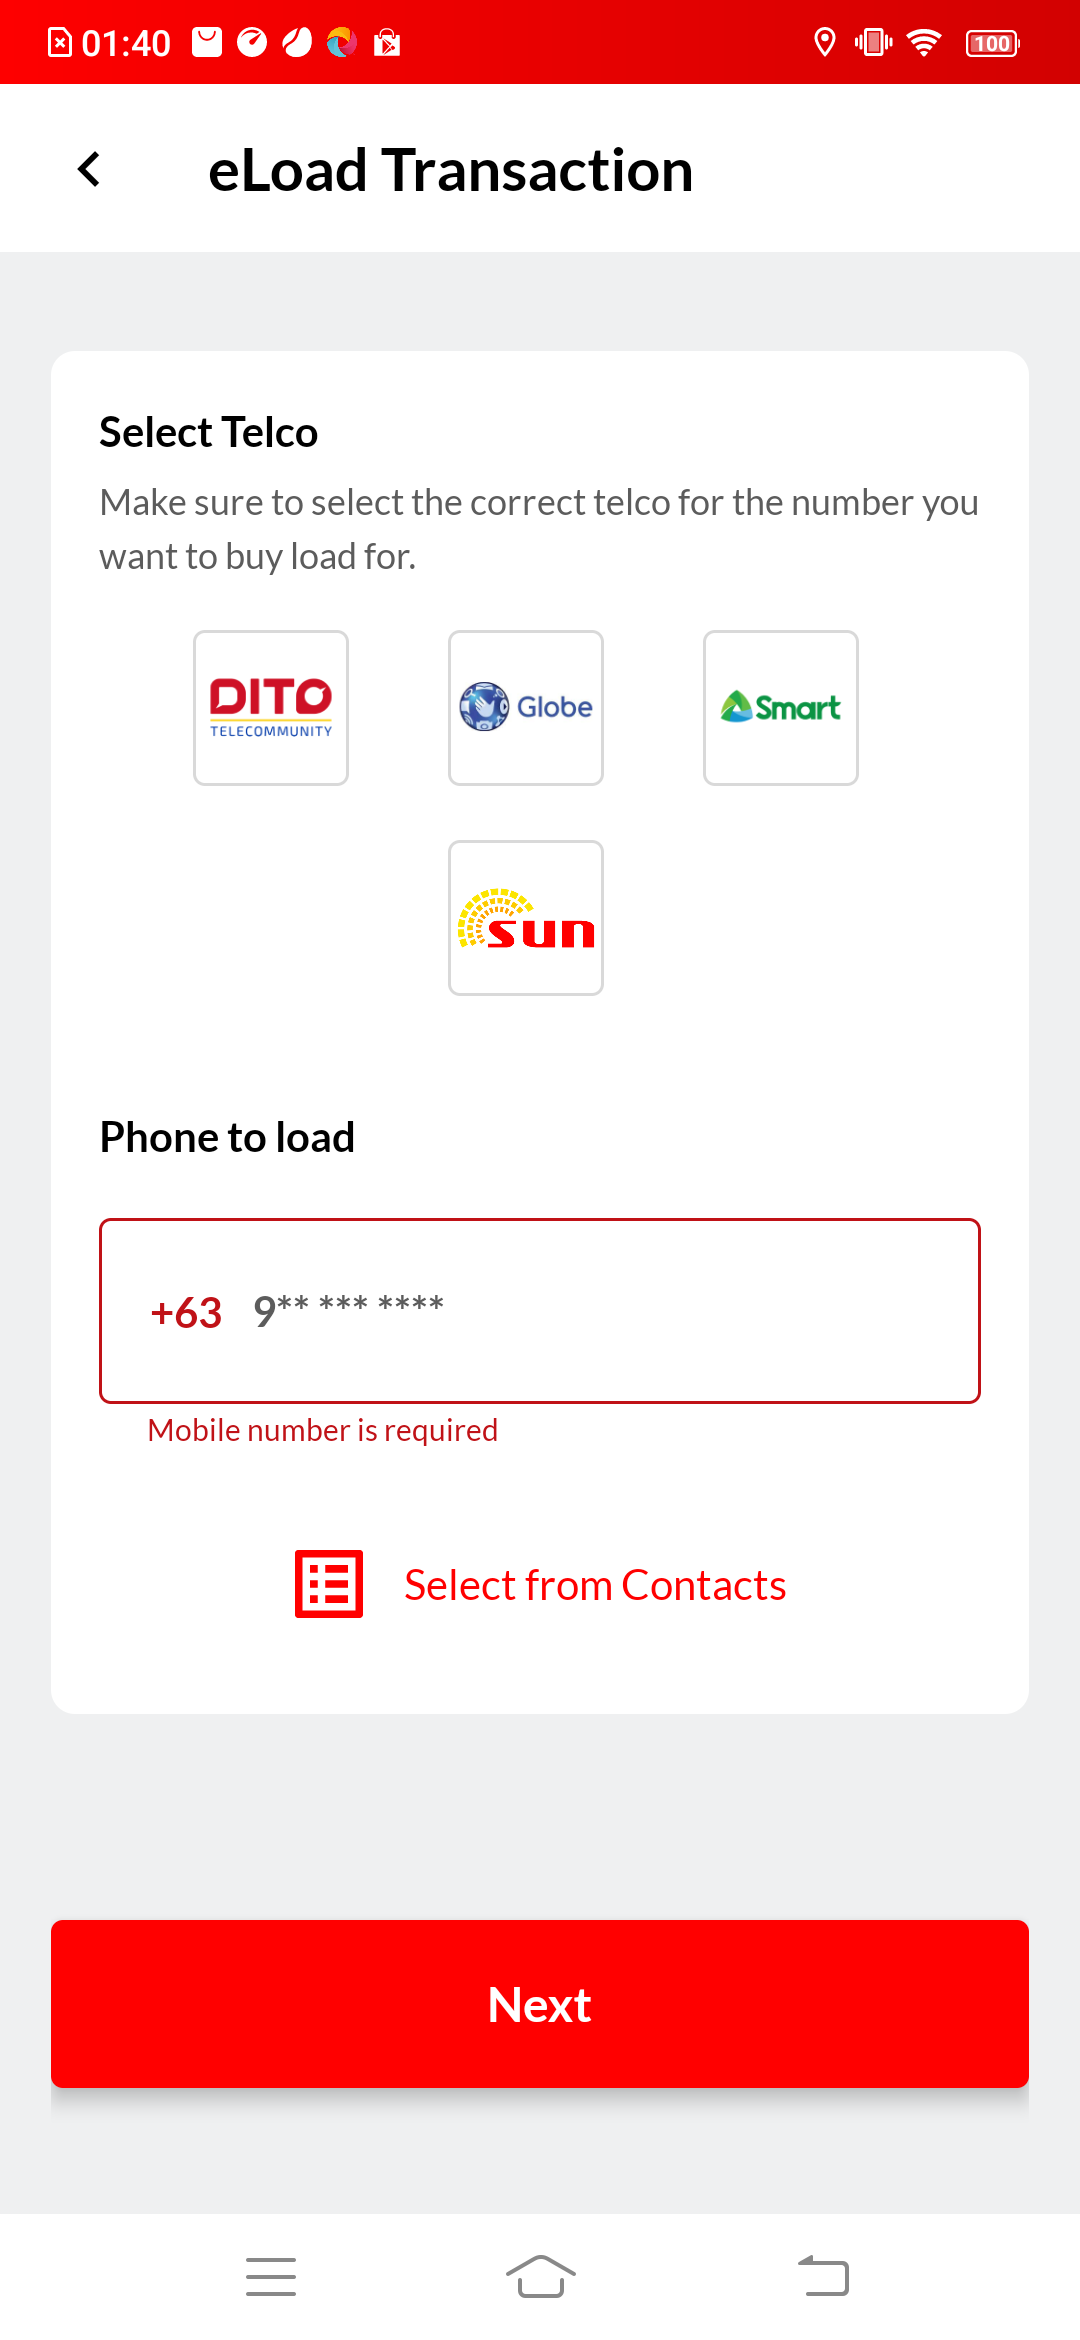 01:40
100
eLoad Transaction
Select Telco
Make sure to select the correct telco for the number you
want to buy load for.
DITO
TELECOMMUNITY
Globe
Smart
sun
Phone to load
+63 9** *** ****
Mobile number is required
Select from Contacts
Next